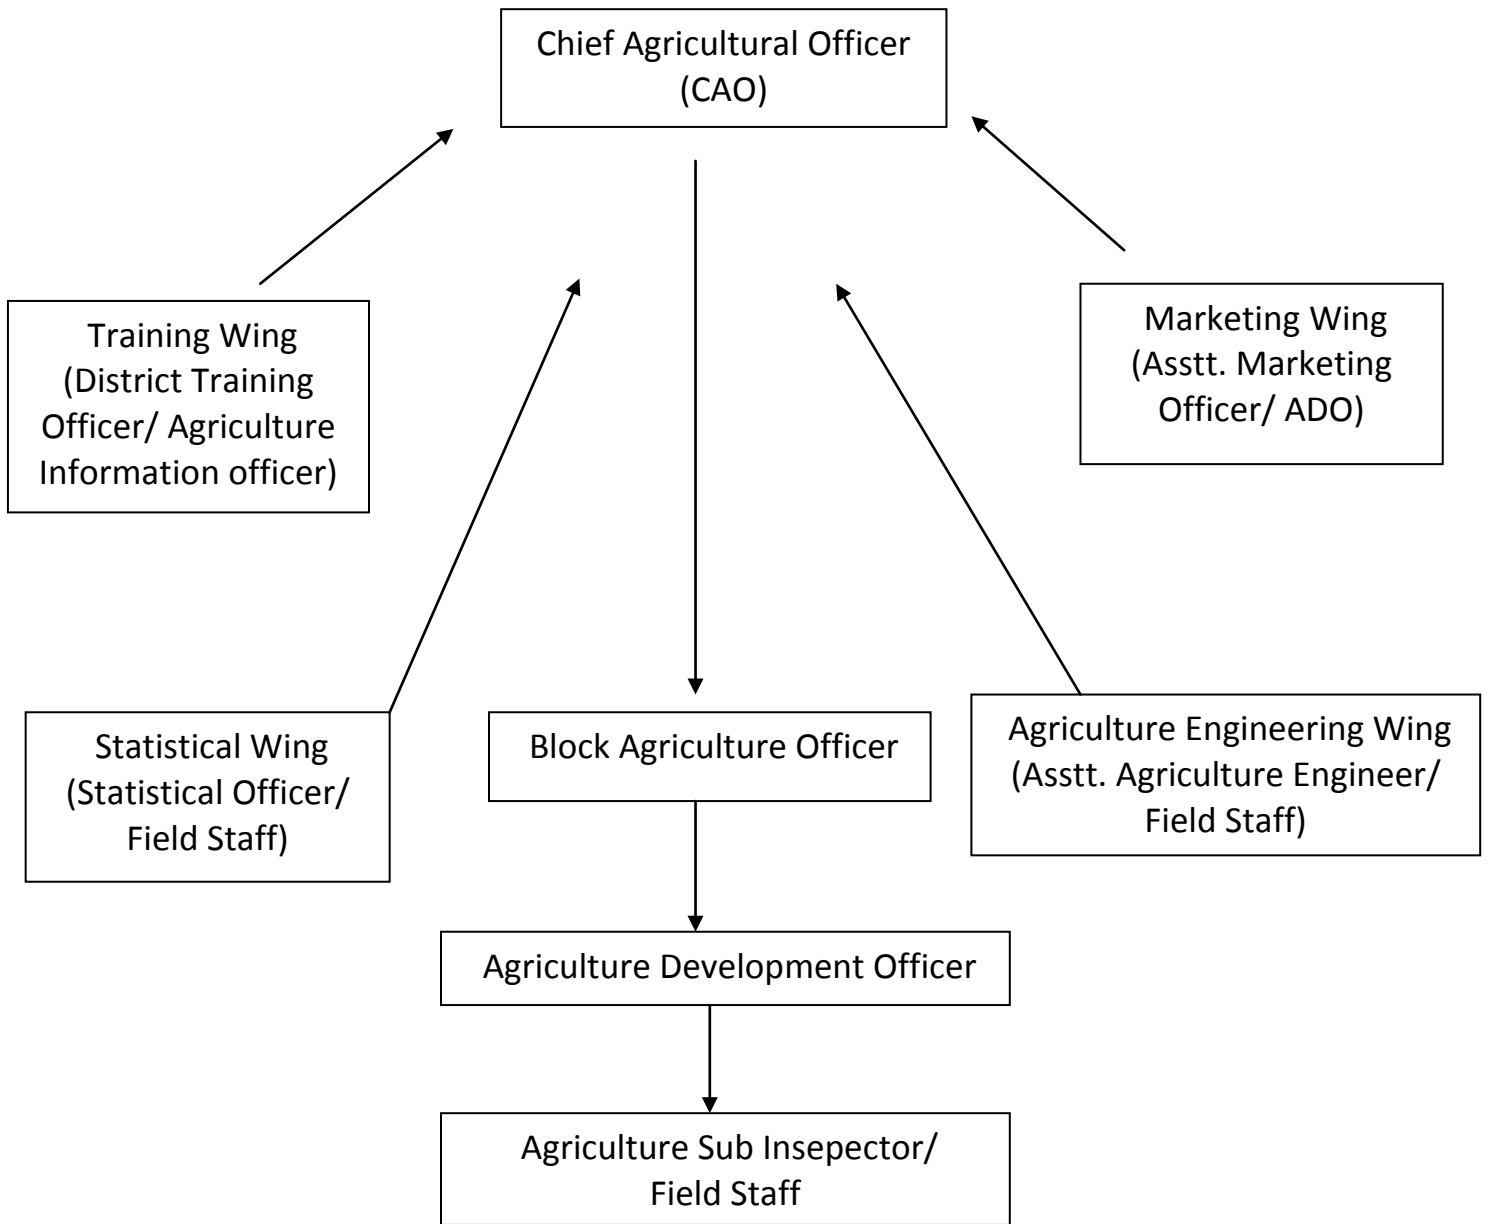 Chief Agricultural Officer
(CAO)
Training Wing
(District Training
Officer/ Agriculture
Information officer)
Marketing Wing
(Asstt. Marketing
Officer/ ADO)
Statistical Wing
(Statistical Officer/
Field Staff)
Block Agriculture Officer
Agriculture Engineering Wing
(Asstt. Agriculture Engineer/
Field Staff)
Agriculture Development Officer
Agriculture Sub Insepector/
Field Staff